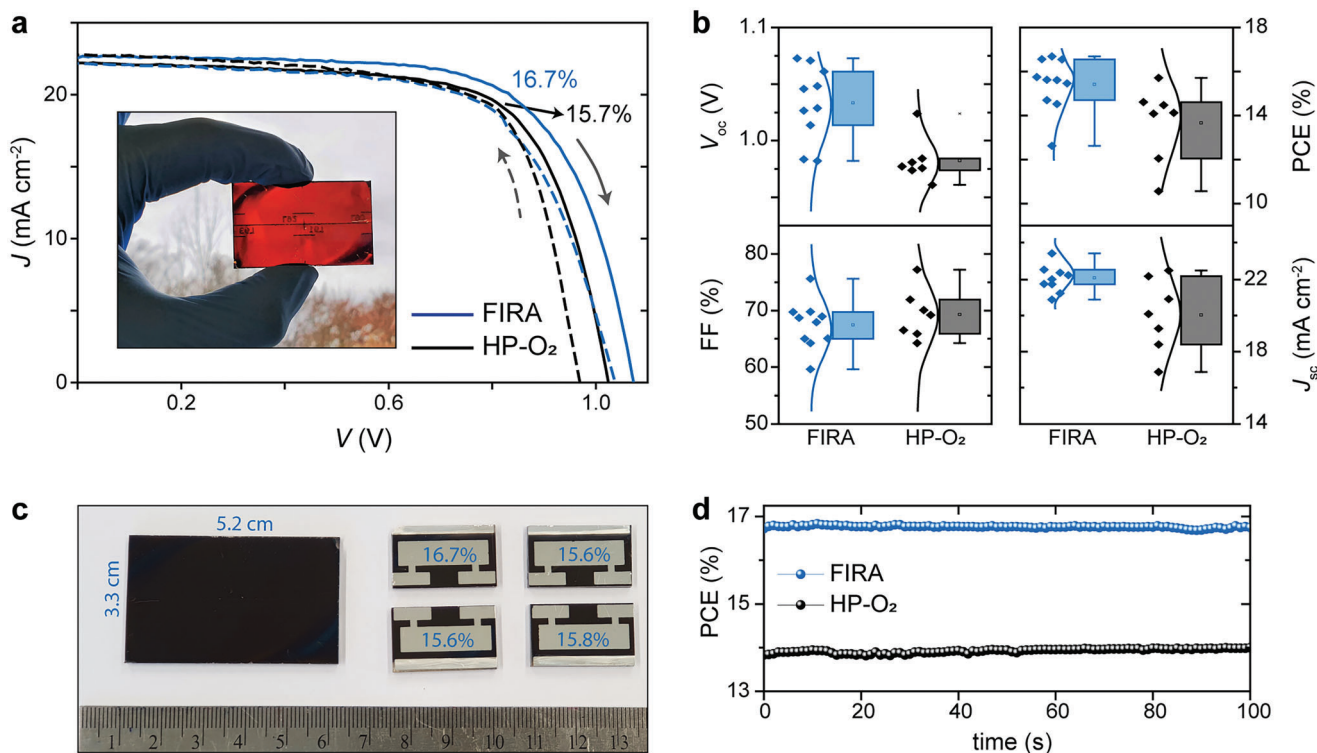 a
25
20
10
0
0.2
0.6
1.0
J (mA cm⁻²)
V (V)
16.7%
15.7%
FIRA
HP-O₂
b
1.1
1.0
Voc (V)
18
14
10
PCE (%)
80
70
60
50
FF (%)
22
18
14
Jsc (mA cm⁻²)
FIRA
HP-O₂
FIRA
HP-O₂
c
5.2 cm
3.3 cm
16.7%
15.6%
15.6%
15.8%
1 2 3 4 5 6 7 8 9 10 11 12 13
d
17
15
13
PCE (%)
FIRA
HP-O₂
0 20 40 60 80 100
time (s)